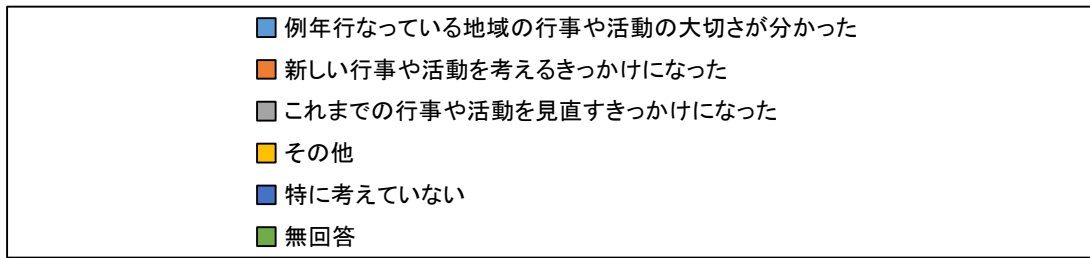 例年行なっている地域の行事や活動の大切さが分かった
新しい行事や活動を考えるきっかけになった
これまでの行事や活動を見直すきっかけになった
その他
特に考えていない
無回答